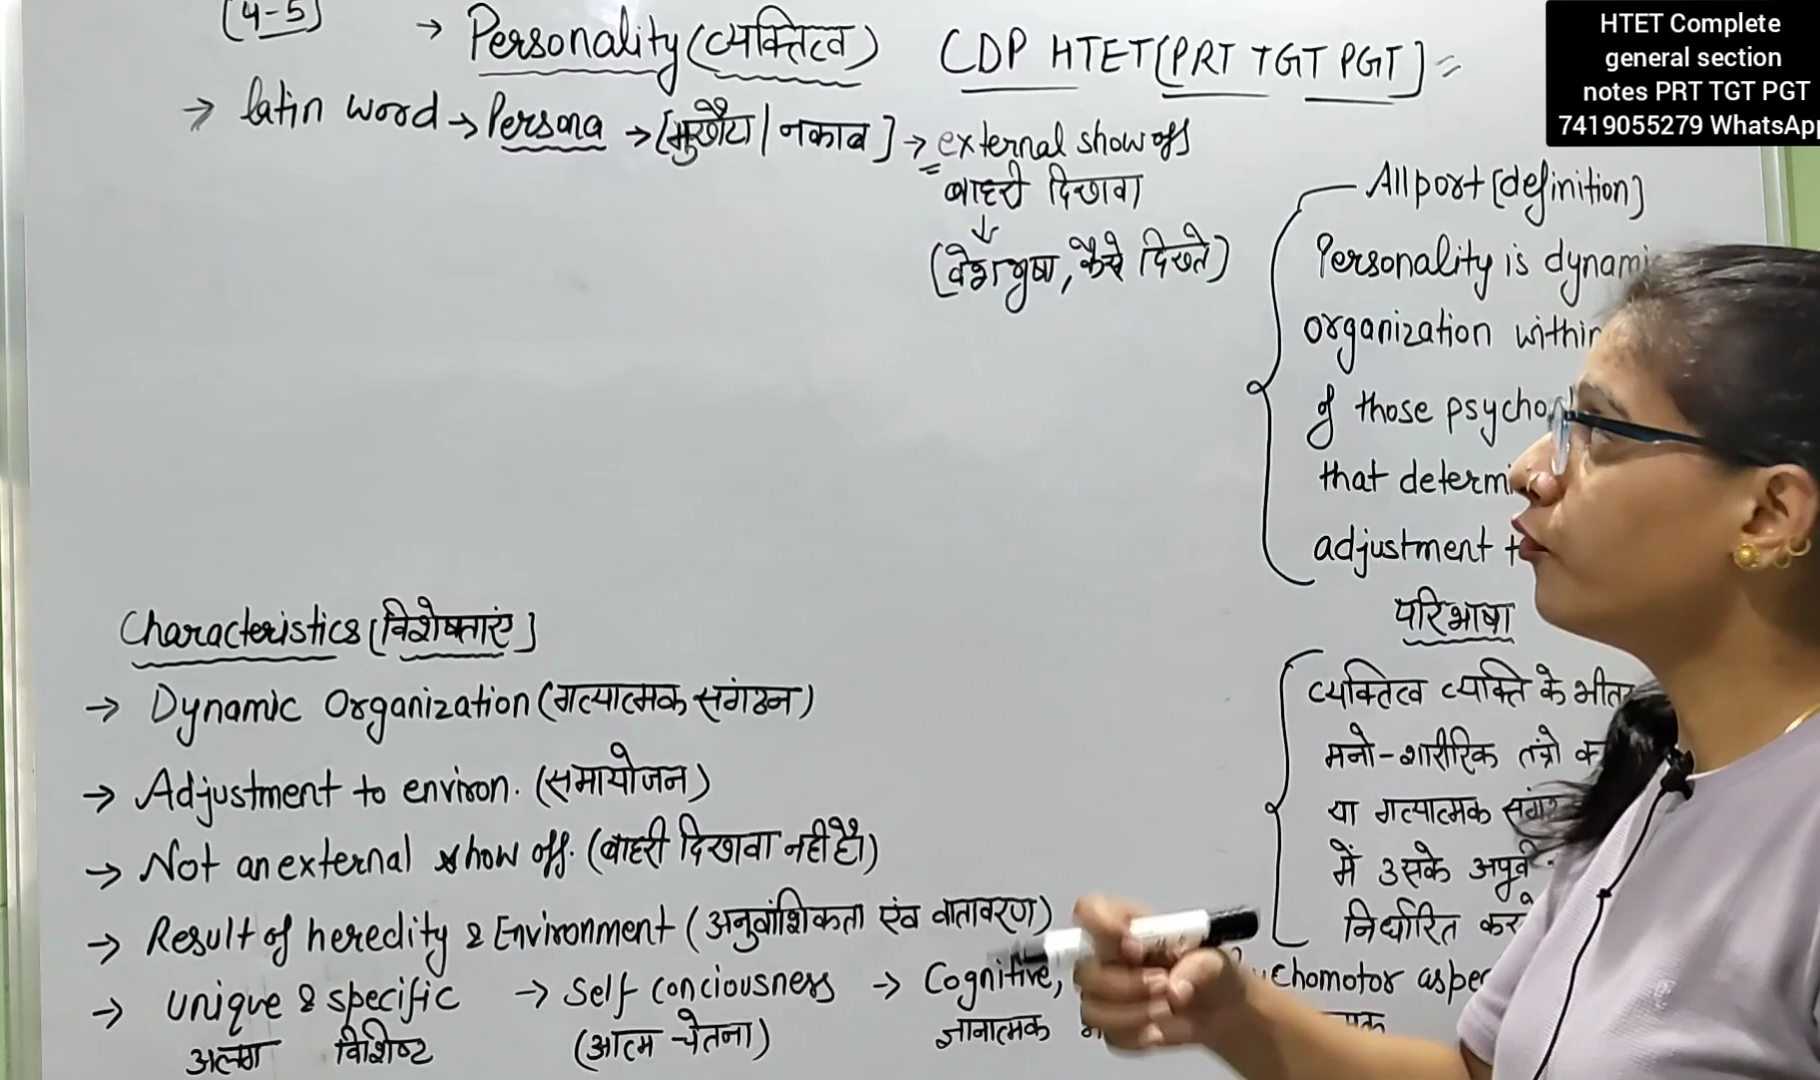 (4-5) → Personality (व्यक्तित्व) CDP HTET [PRT TGT PGT] =
HTET Complete
general section
notes PRT TGT PGT
7419055279 WhatsApp
→ latin word → Persona → [मुखौटा | नकाब] → external show off
बाहरी दिखावा
↓
(वेशभूषा, कैसे दिखते)
Allport [definition]
Personality is dynami
organization within
of those psycho
that determi
adjustment t
परिभाषा
व्यक्तित्व व्यक्ति के भीतर
मनो-शारीरिक तंत्रो क
या गत्यात्मक संग
में उसके अपूर्व
निर्धारित कर
Characteristics [विशेषताएं]
→ Dynamic Organization (गत्यात्मक संगठन)
→ Adjustment to environ. (समायोजन)
→ Not an external show off. (बाहरी दिखावा नही है।)
→ Result of heredity & Environment (अनुवांशिकता एंव वातावरण)
→ unique & specific → Self conciousness → Cognitive, chomotor aspe
अलग विशिष्ट (आत्म चेतना) ज्ञानात्मक